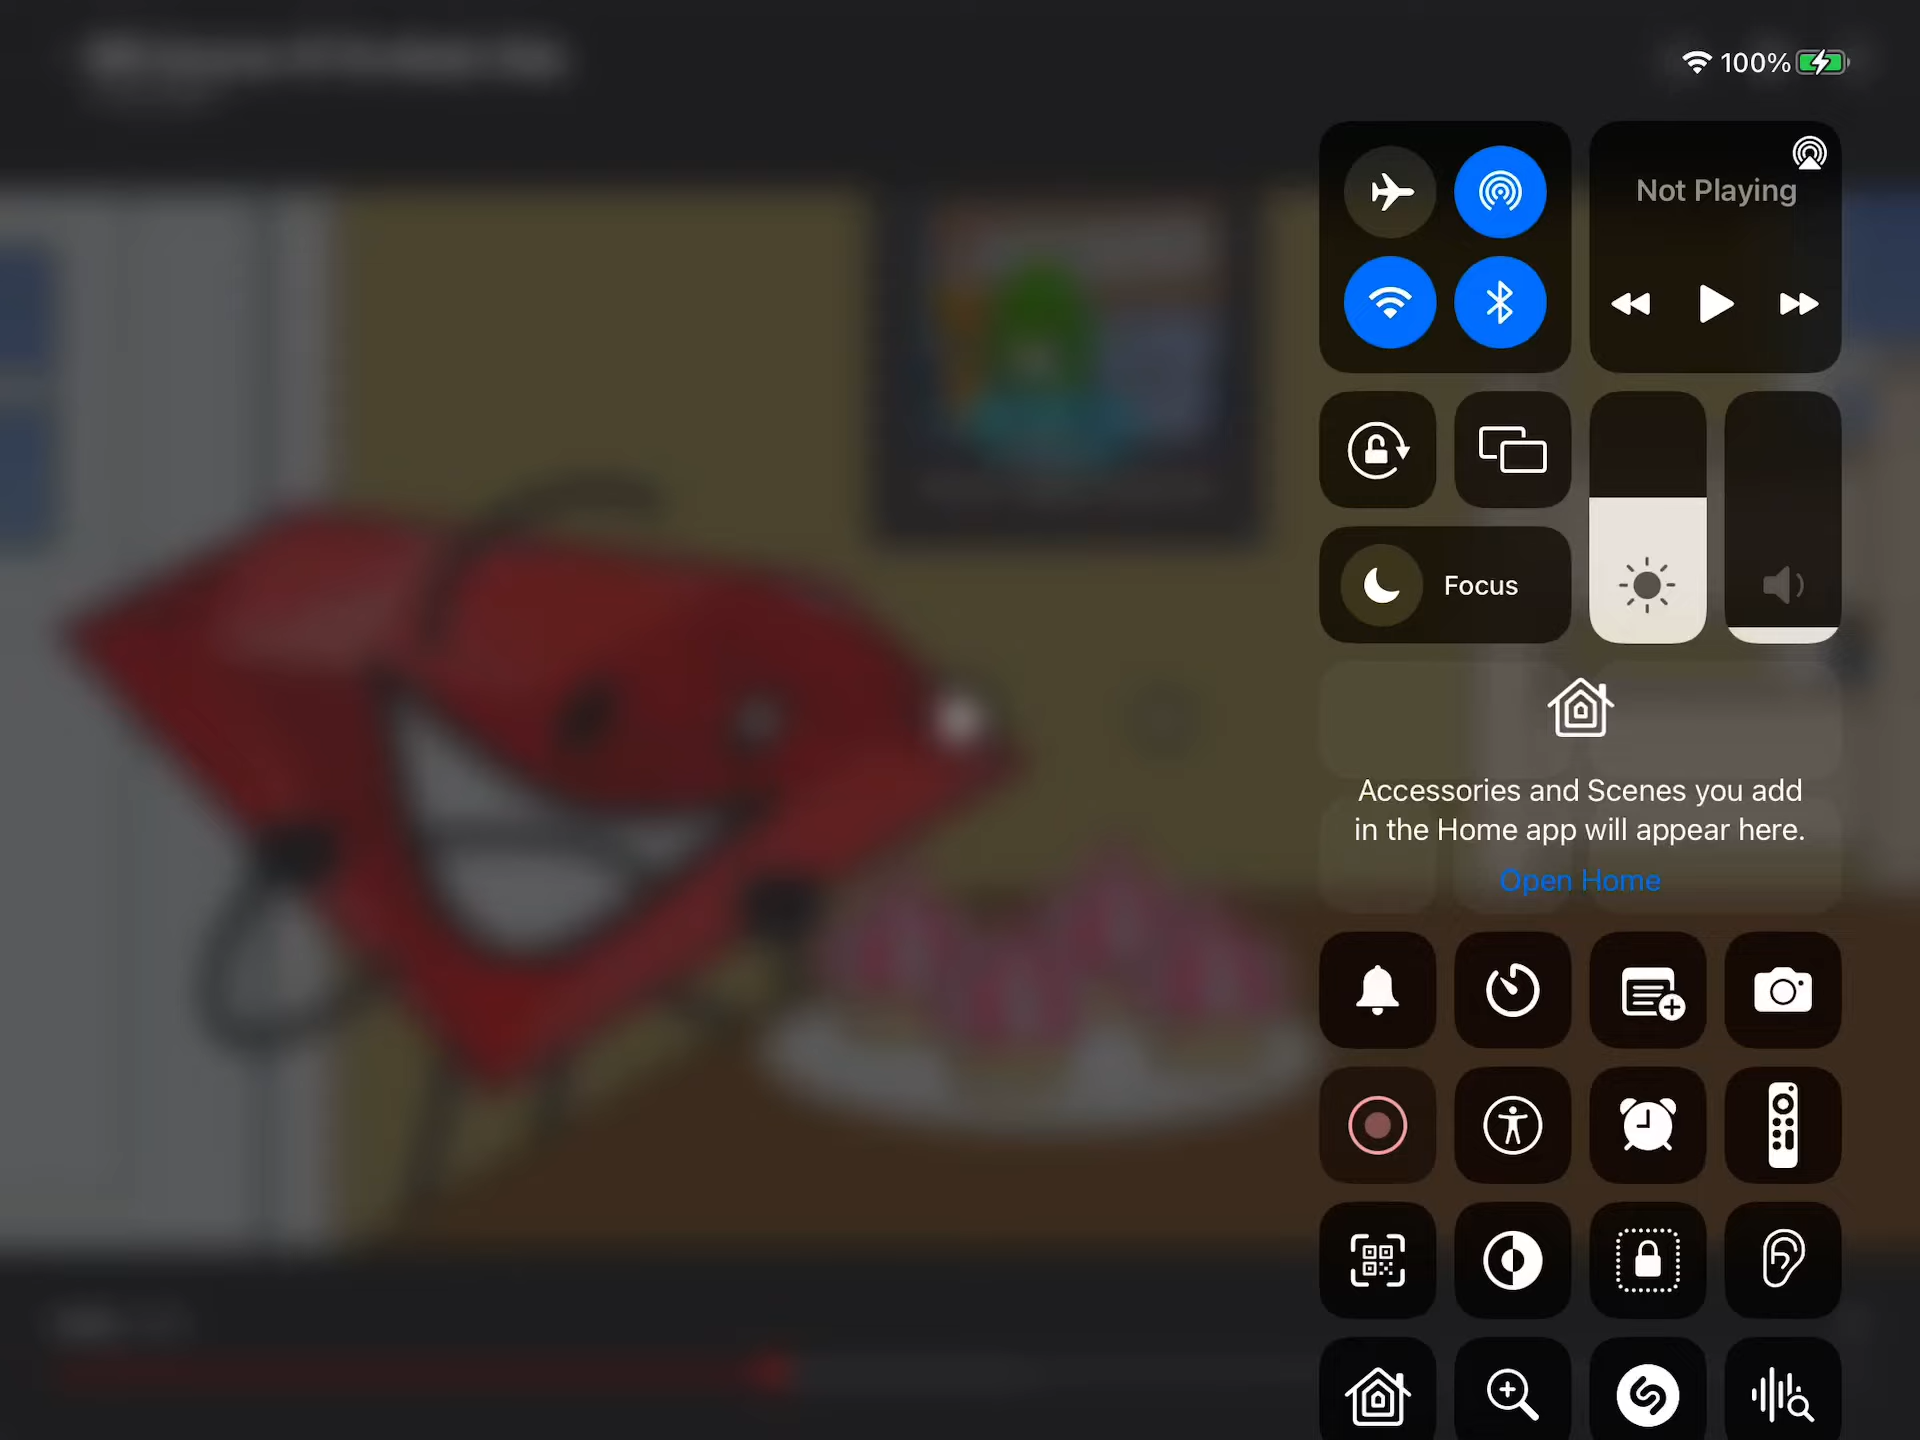 100%
Not Playing
Focus
Accessories and Scenes you add
in the Home app will appear here.
Open Home